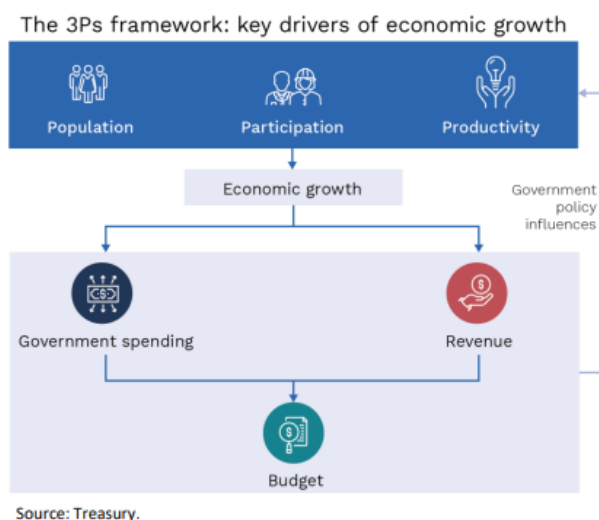 The 3Ps framework: key drivers of economic growth
Population
Participation
Productivity
Economic growth
Government
policy
influences
Government spending
Revenue
Budget
Source: Treasury.